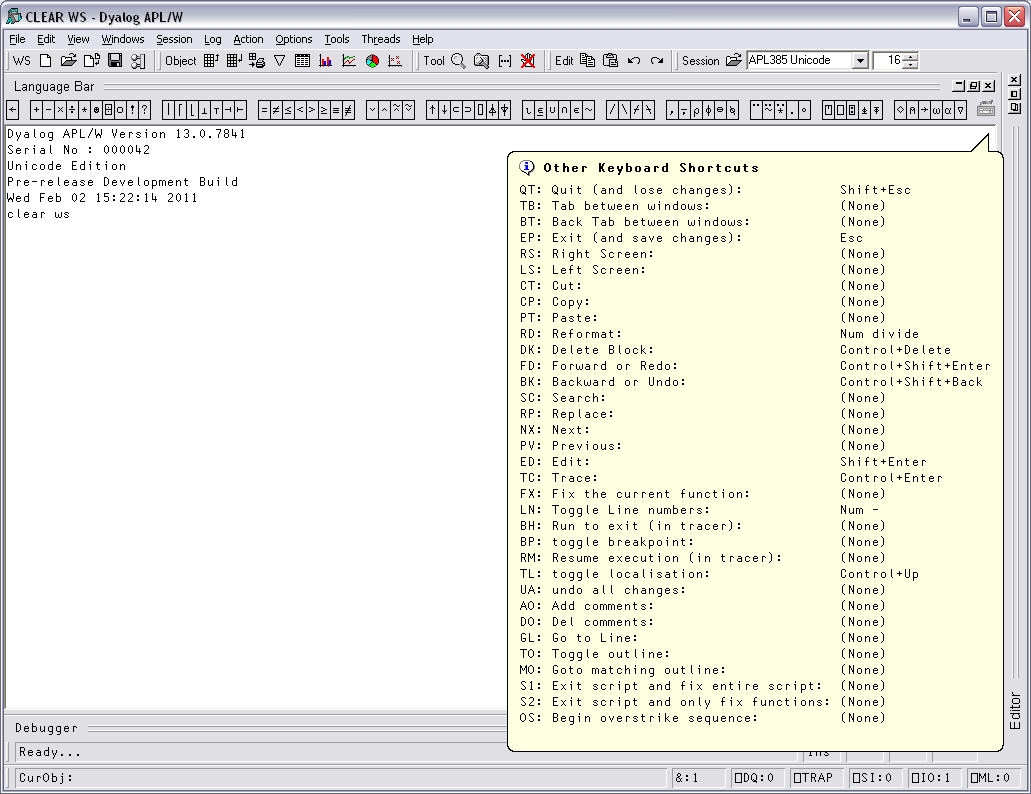 CLEAR WS - Dyalog APL/W
File Edit View Windows Session Log Action Options Tools Threads Help
WS Object Tool Edit Session APL385 Unicode 16
Language Bar
← + - × ÷ * ⍟ ⌹ ○ ! ? | ⌈ ⌊ ⊥ ⊤ ⊣ ⊢ = ≠ ≤ < > ≥ ≡ ≢ ∨ ∧ ⍲ ⍱ ↑ ↓ ⊂ ⊃ ⌷ ⍋ ⍒ ⍳ ⍷ ∪ ∩ ∊ ~ / \ ⌿ ⍀ , ⍪ ⍴ ⌽ ⊖ ⍉ ¨ ⍨ ⍣ . ∘ ⍞ ⎕ ⍠ ⍎ ⍕ ⋄ ⍝ → ⍵ ⍺ ∇
Dyalog APL/W Version 13.0.7841
Serial No : 000042
Unicode Edition
Pre-release Development Build
Wed Feb 02 15:22:14 2011
clear ws
Other Keyboard Shortcuts
QT: Quit (and lose changes): Shift+Esc
TB: Tab between windows: (None)
BT: Back Tab between windows: (None)
EP: Exit (and save changes): Esc
RS: Right Screen: (None)
LS: Left Screen: (None)
CT: Cut: (None)
CP: Copy: (None)
PT: Paste: (None)
RD: Reformat: Num divide
DK: Delete Block: Control+Delete
FD: Forward or Redo: Control+Shift+Enter
BK: Backward or Undo: Control+Shift+Back
SC: Search: (None)
RP: Replace: (None)
NX: Next: (None)
PV: Previous: (None)
ED: Edit: Shift+Enter
TC: Trace: Control+Enter
FX: Fix the current function: (None)
LN: Toggle Line numbers: Num -
BH: Run to exit (in tracer): (None)
BP: toggle breakpoint: (None)
RM: Resume execution (in tracer): (None)
TL: toggle localisation: Control+Up
UA: undo all changes: (None)
AO: Add comments: (None)
DO: Del comments: (None)
GL: Go to Line: (None)
TO: Toggle outline: (None)
MO: Goto matching outline: (None)
S1: Exit script and fix entire script: (None)
S2: Exit script and only fix functions: (None)
OS: Begin overstrike sequence: (None)
Editor
Debugger
Ready... Ins
CurObj: &:1 ⎕DQ:0 ⎕TRAP ⎕SI:0 ⎕IO:1 ⎕ML:0